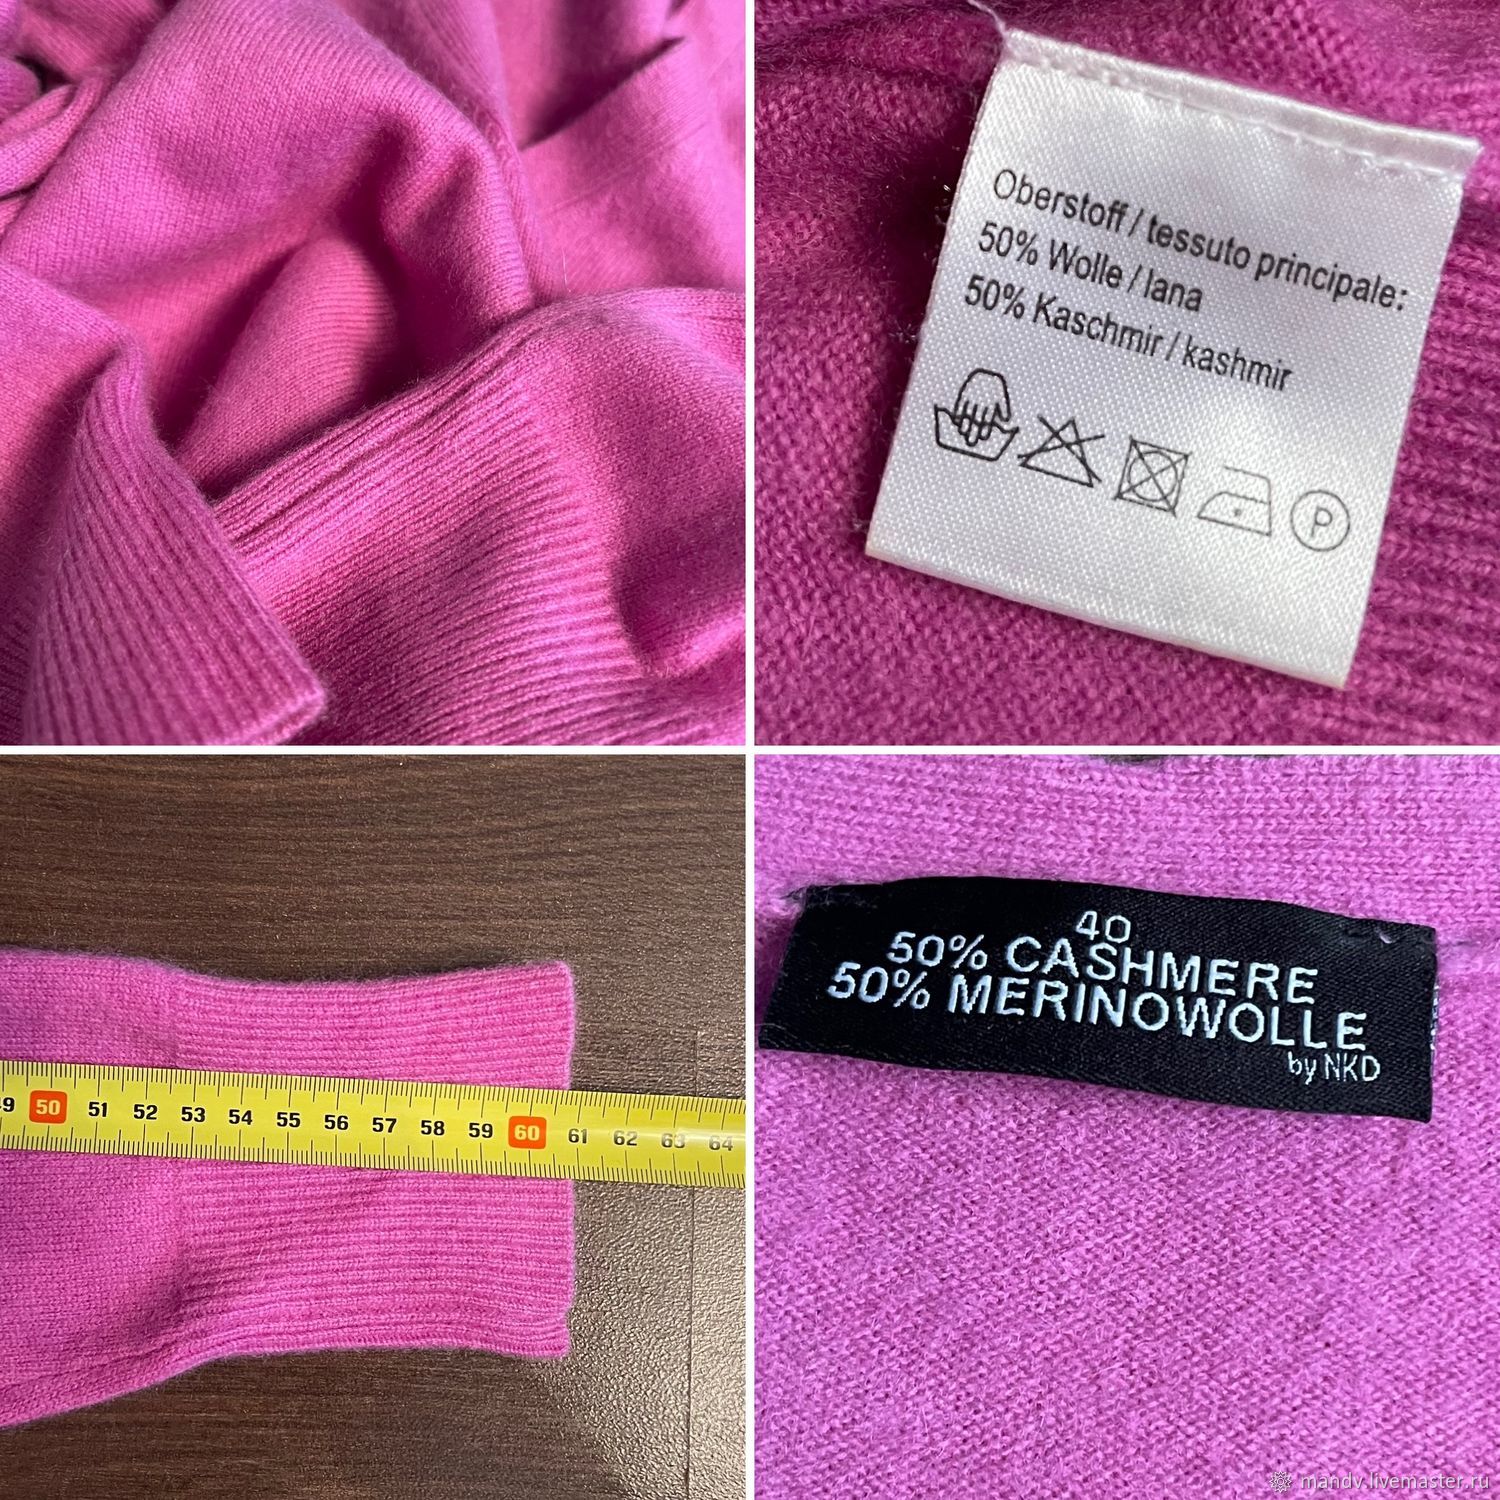 Oberstoff / tessuto principale:
50% Wolle / lana
50% Kaschmir / kashmir
P
49 50 51 52 53 54 55 56 57 58 59 60 61 62 63 64
40
50% CASHMERE
50% MERINOWOLLE
by NKD
mandv.livemaster.ru